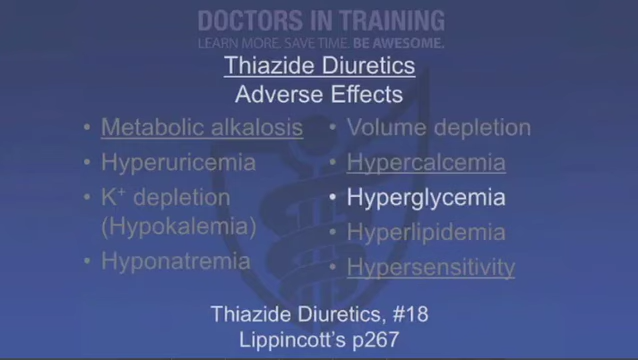 DOCTORS IN TRAINING
LEARN MORE. SAVE TIME. BE AWESOME.
Thiazide Diuretics
Adverse Effects
• Metabolic alkalosis
• Hyperuricemia
• K⁺ depletion
(Hypokalemia)
• Hyponatremia
• Volume depletion
• Hypercalcemia
• Hyperglycemia
• Hyperlipidemia
• Hypersensitivity
Thiazide Diuretics, #18
Lippincott's p267